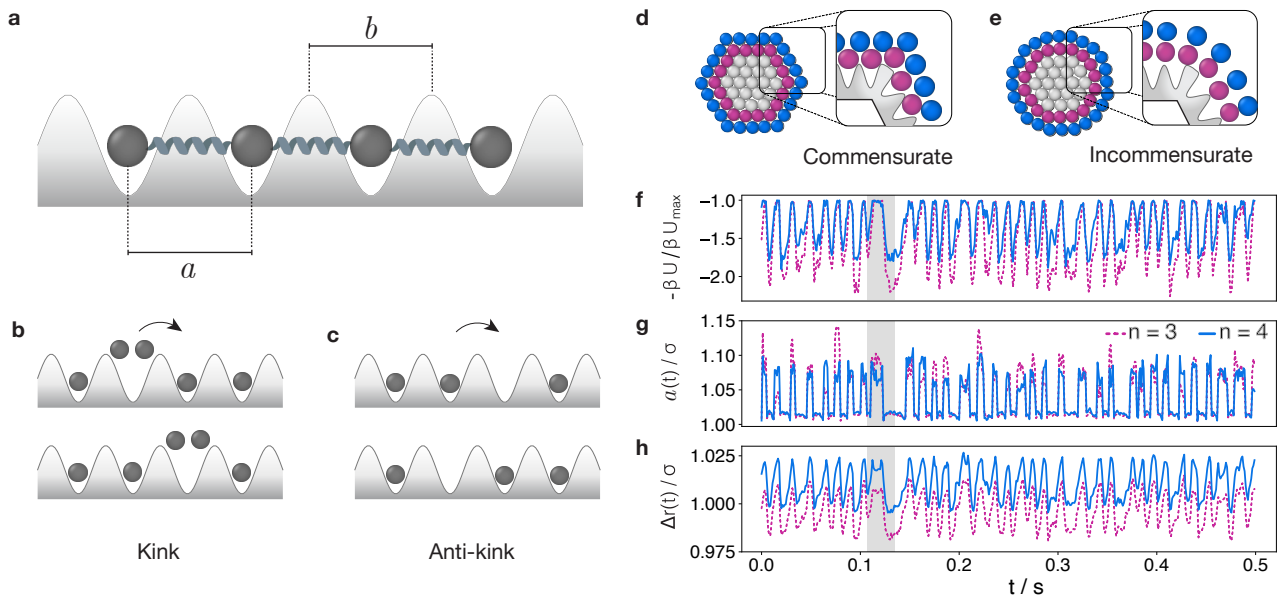 a
b
a
b
Kink
c
Anti-kink
d
Commensurate
e
Incommensurate
f
- β U / β U_max
−1.0
−1.5
−2.0
g
a(t) / σ
1.15
1.10
1.05
1.00
n = 3
n = 4
h
Δr(t) / σ
1.025
1.000
0.975
0.0
0.1
0.2
0.3
0.4
0.5
t / s